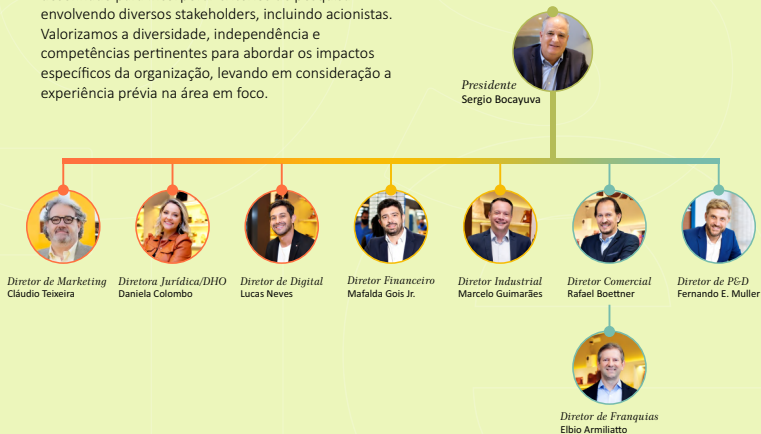 envolvendo diversos stakeholders, incluindo acionistas.
Valorizamos a diversidade, independência e
competências pertinentes para abordar os impactos
específicos da organização, levando em consideração a
experiência prévia na área em foco.
Presidente
Sergio Bocayuva
Diretor de Marketing
Cláudio Teixeira
Diretora Jurídica/DHO
Daniela Colombo
Diretor de Digital
Lucas Neves
Diretor Financeiro
Mafalda Gois Jr.
Diretor Industrial
Marcelo Guimarães
Diretor Comercial
Rafael Boettner
Diretor de P&D
Fernando E. Muller
Diretor de Franquias
Elbio Armiliatto